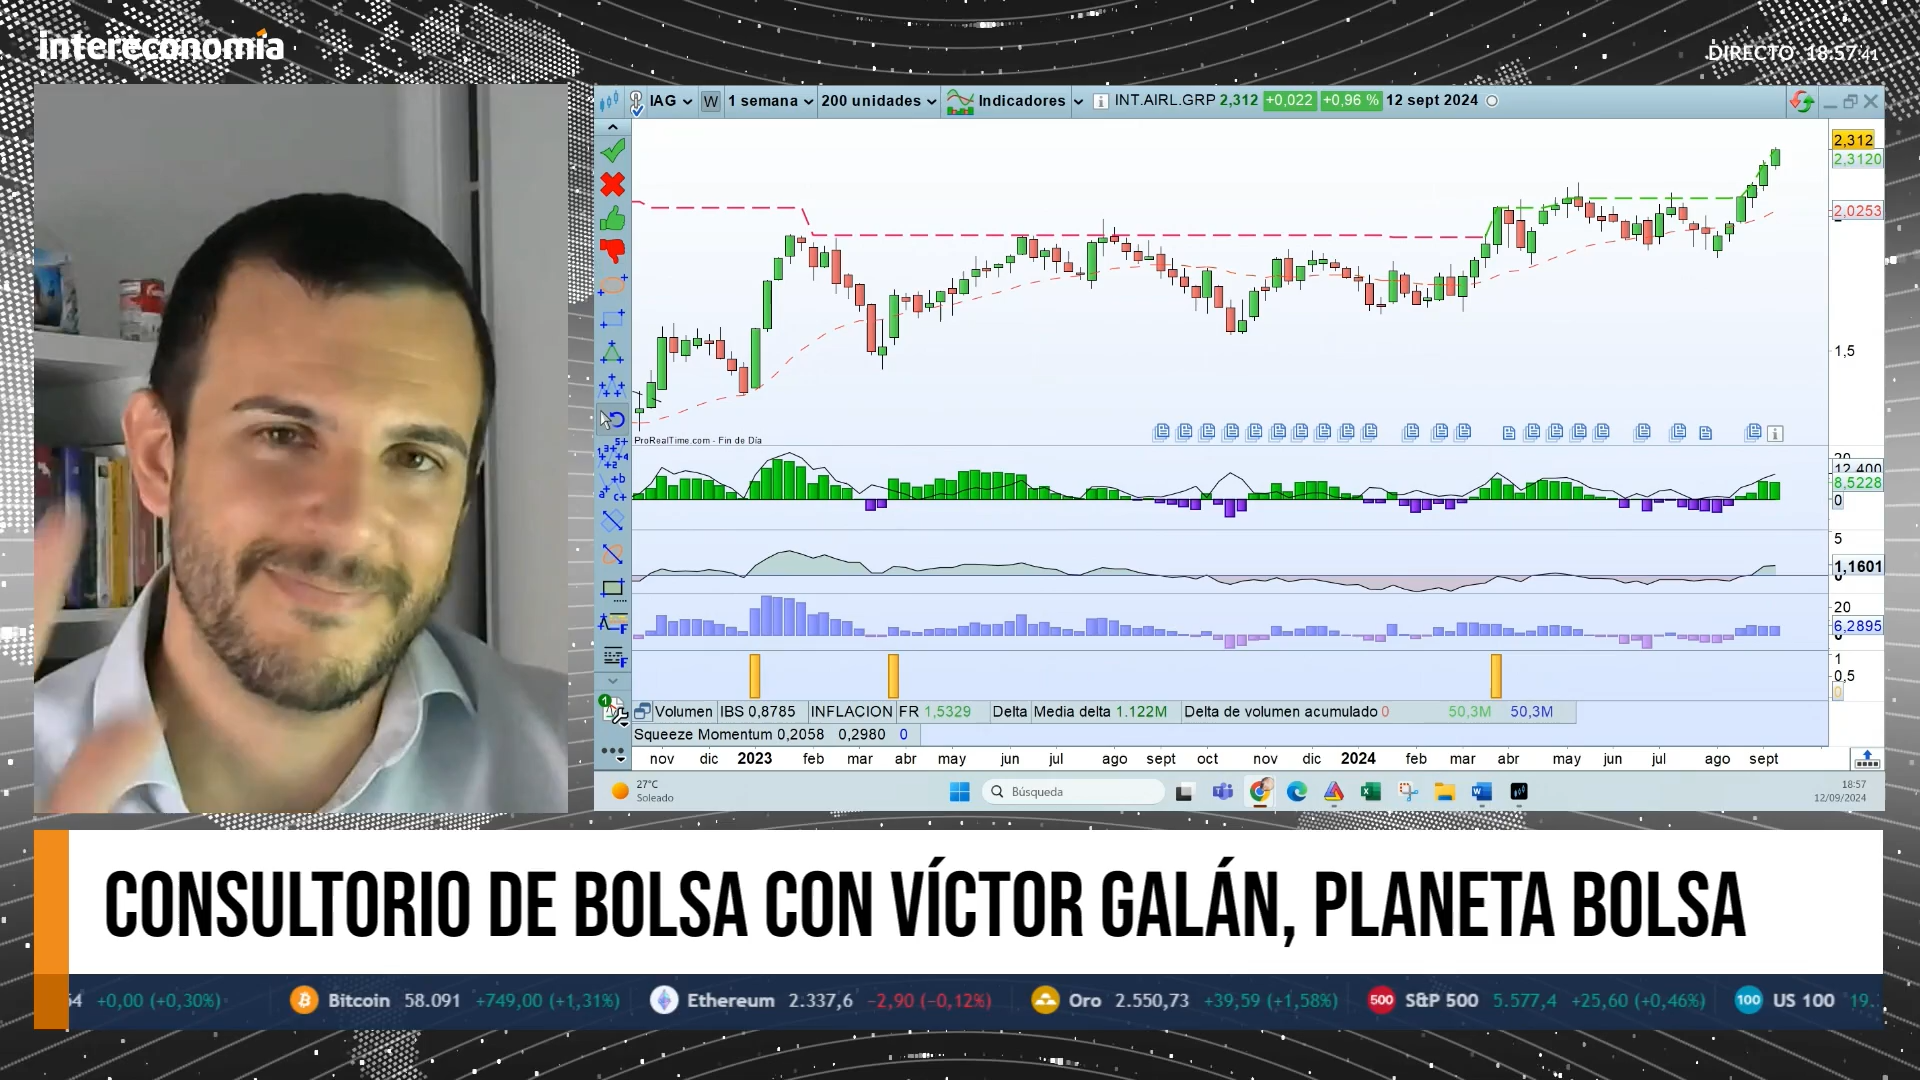 intereconomía
DIRECTO 18:57:41
IAG W 1 semana 200 unidades Indicadores INT.AIRL.GRP 2,312 +0,022 +0,96 % 12 sept 2024
2,312
2,3120
2,0253
1,5
ProRealTime.com - Fin de Día
20
12,400
8,5228
0
5
1,1601
20
6,2895
1
0,5
0
Volumen IBS 0,8785 INFLACION FR 1,5329 Delta Media delta 1.122M Delta de volumen acumulado 0 50,3M 50,3M
Squeeze Momentum 0,2058 0,2980 0
nov dic 2023 feb mar abr may jun jul ago sept oct nov dic 2024 feb mar abr may jun jul ago sept
27°C
Soleado
Búsqueda
18:57
12/09/2024
CONSULTORIO DE BOLSA CON VÍCTOR GALÁN, PLANETA BOLSA
54 +0,00 (+0,30%) Bitcoin 58.091 +749,00 (+1,31%) Ethereum 2.337,6 −2,90 (−0,12%) Oro 2.550,73 +39,59 (+1,58%) 500 S&P 500 5.577,4 +25,60 (+0,46%) 100 US 100 19.